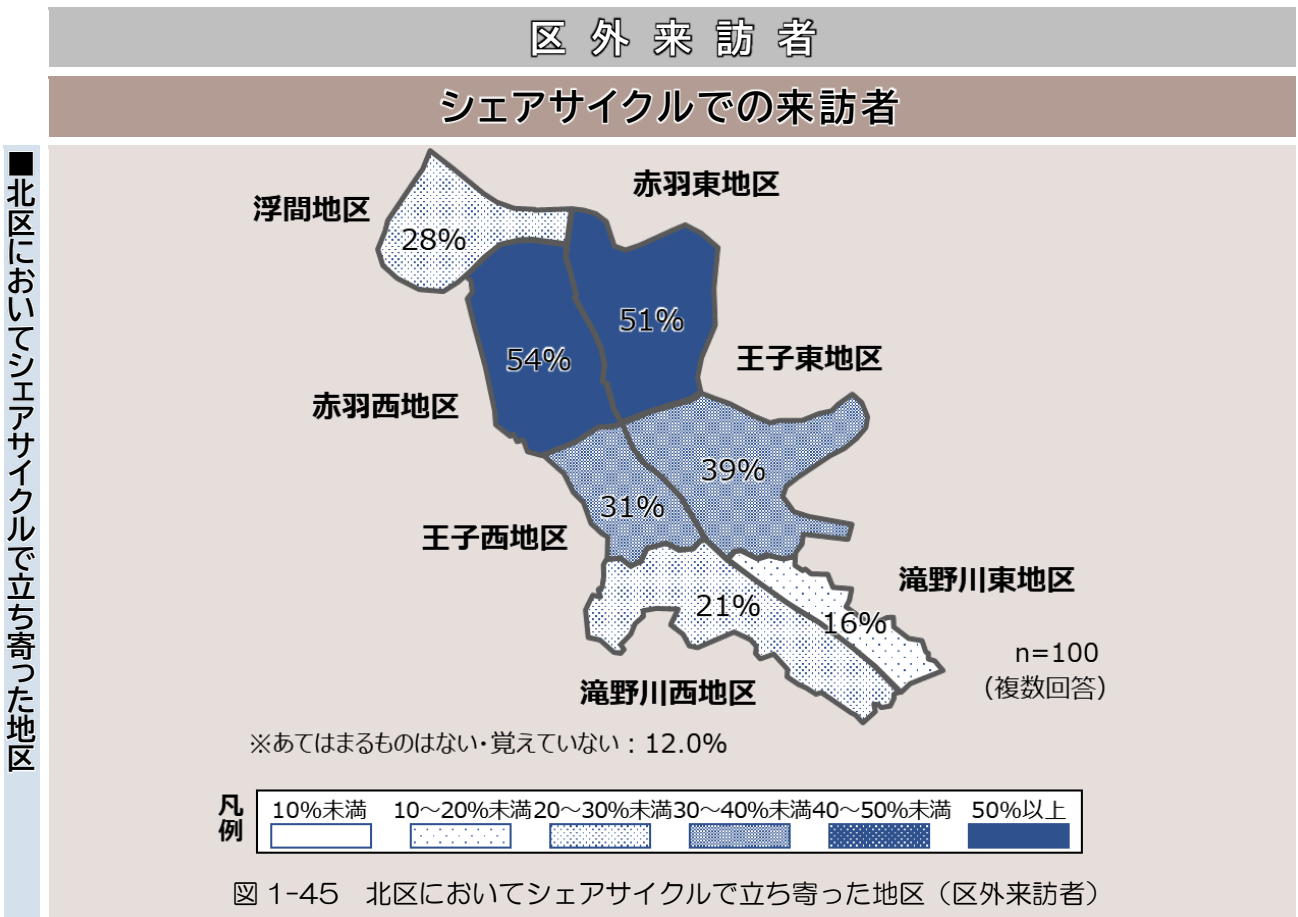 区外来訪者
シェアサイクルでの来訪者
■北区においてシェアサイクルで立ち寄った地区
赤羽東地区
浮間地区
28%
51%
王子東地区
54%
赤羽西地区
39%
31%
王子西地区
滝野川東地区
21%
16%
n=100
(複数回答)
滝野川西地区
※あてはまるものはない・覚えていない：12.0%
凡例
10%未満 10～20%未満 20～30%未満 30～40%未満 40～50%未満 50%以上
図 1-45 北区においてシェアサイクルで立ち寄った地区（区外来訪者）